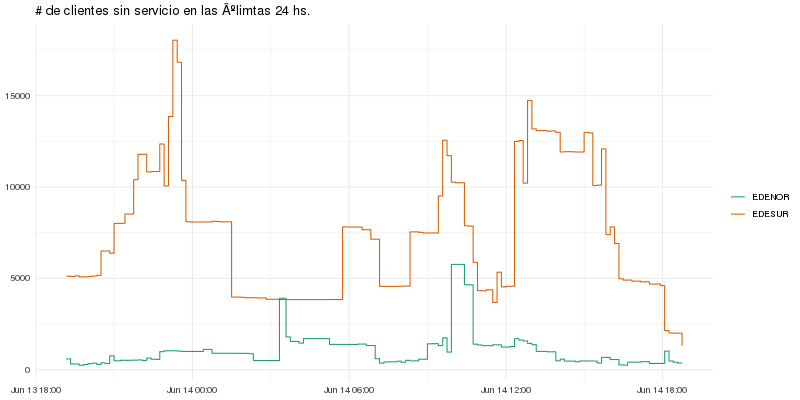 # de clientes sin servicio en las Ãºlimtas 24 hs.
15000
10000
5000
0
Jun 13 18:00 Jun 14 00:00 Jun 14 06:00 Jun 14 12:00 Jun 14 18:00
EDENOR
EDESUR